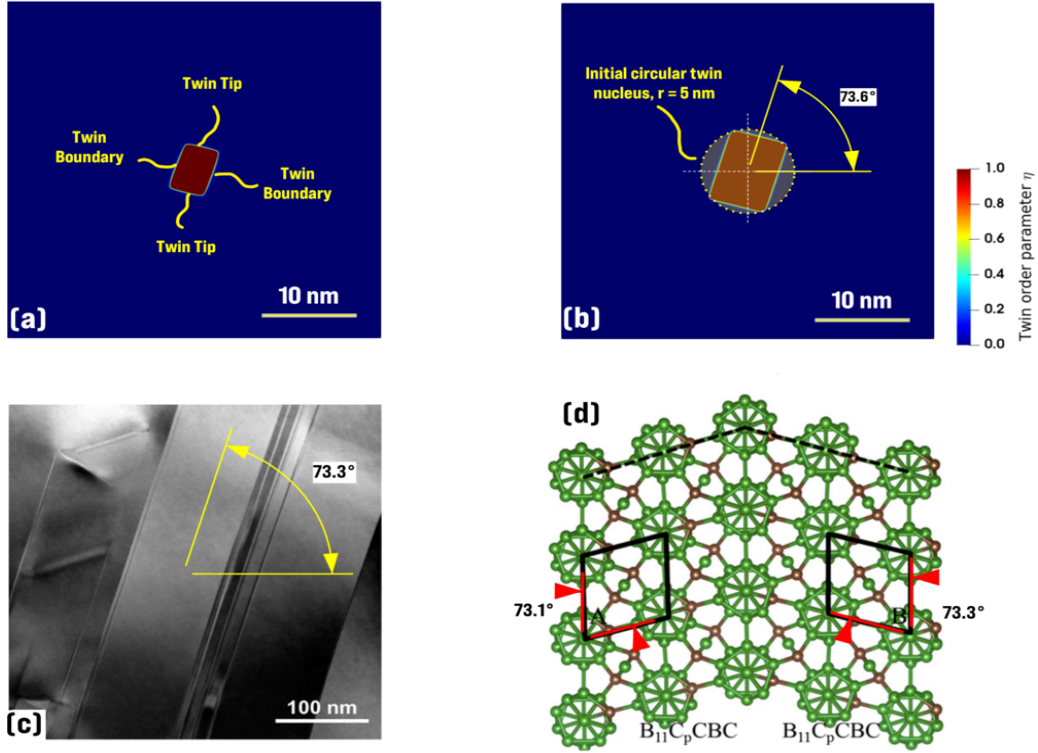 Twin Tip
Twin
Boundary
Twin
Boundary
Twin Tip
10 nm
(a)
Initial circular twin
nucleus, r = 5 nm
73.6°
10 nm
(b)
1.0
0.8
0.6
0.4
0.2
0.0
Twin order parameter η
73.3°
100 nm
(c)
(d)
73.1°
A
B
73.3°
B₁₁CₚCBC
B₁₁CₚCBC